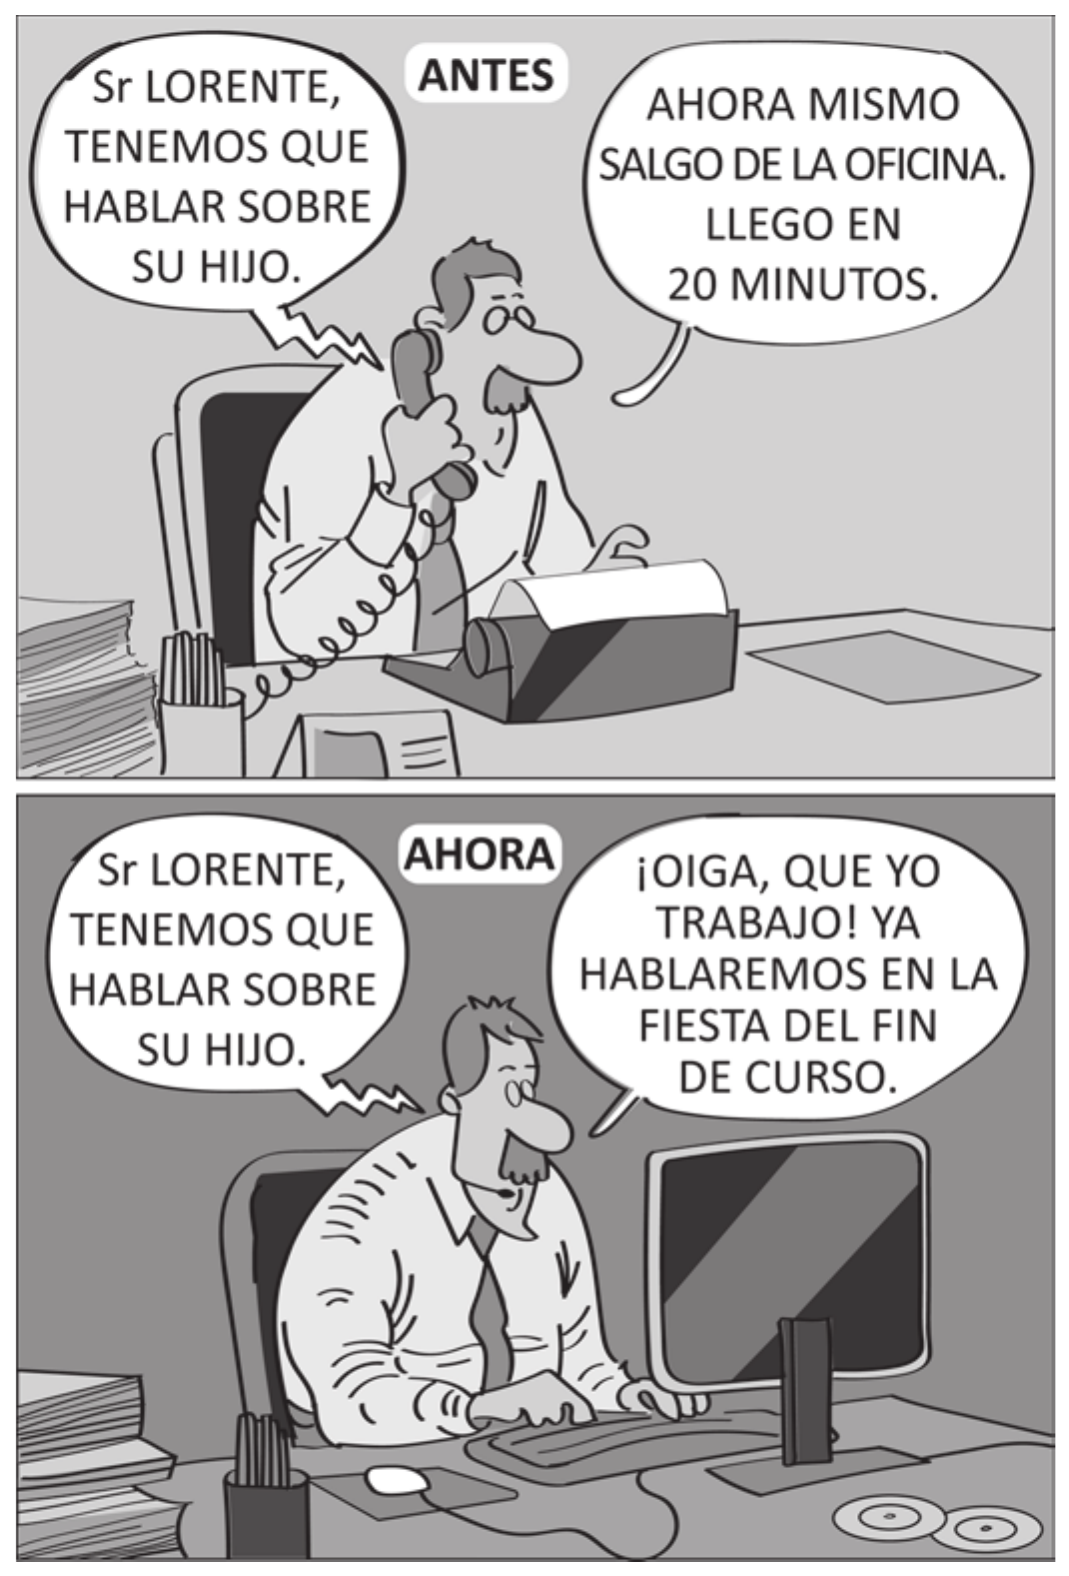 ANTES
Sr LORENTE,
TENEMOS QUE
HABLAR SOBRE
SU HIJO.
AHORA MISMO
SALGO DE LA OFICINA.
LLEGO EN
20 MINUTOS.
AHORA
Sr LORENTE,
TENEMOS QUE
HABLAR SOBRE
SU HIJO.
¡OIGA, QUE YO
TRABAJO! YA
HABLAREMOS EN LA
FIESTA DEL FIN
DE CURSO.